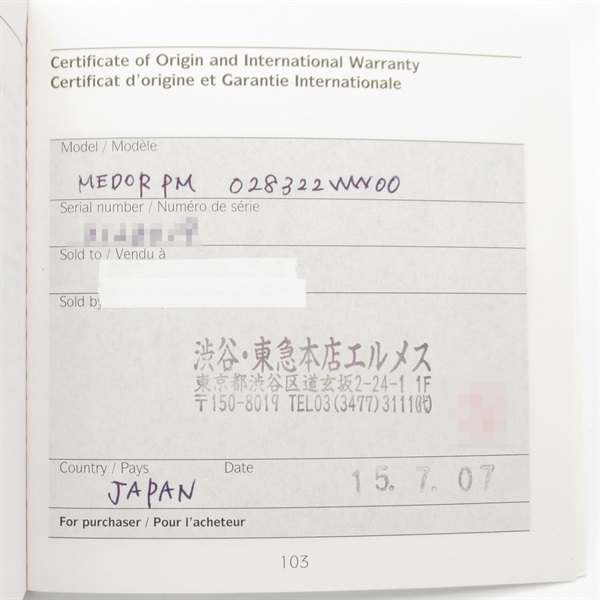 Certificate of Origin and International Warranty
Certificat d'origine et Garantie Internationale
Model / Modèle
MEDOR PM 028322WW00
Serial number / Numéro de série
Sold to / Vendu à
Sold by
渋谷・東急本店エルメス
東京都渋谷区道玄坂2-24-1 1F
〒150-8019 TEL03(3477)3111(代)
Country / Pays Date
JAPAN 15. 7. 07
For purchaser / Pour l'acheteur
103